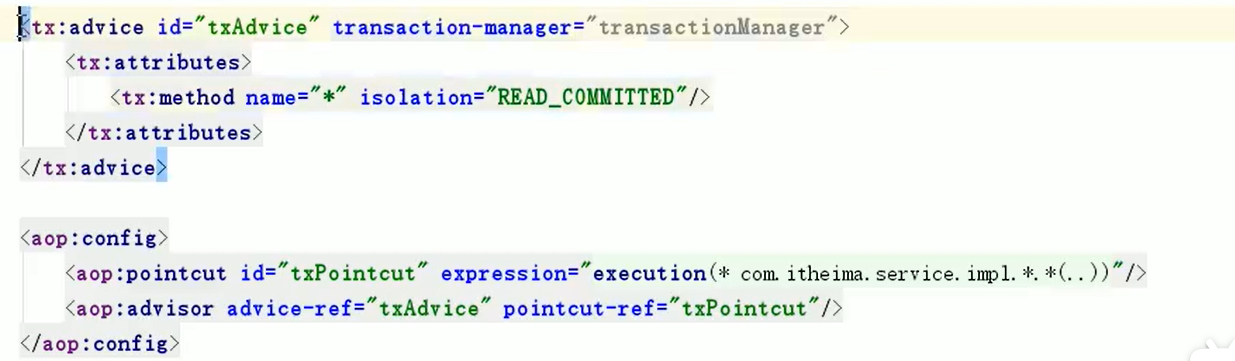 <tx:advice id="txAdvice" transaction-manager="transactionManager">
<tx:attributes>
<tx:method name="*" isolation="READ_COMMITTED"/>
</tx:attributes>
</tx:advice>
<aop:config>
<aop:pointcut id="txPointcut" expression="execution(* com.itheima.service.impl.*.*(..))"/>
<aop:advisor advice-ref="txAdvice" pointcut-ref="txPointcut"/>
</aop:config>